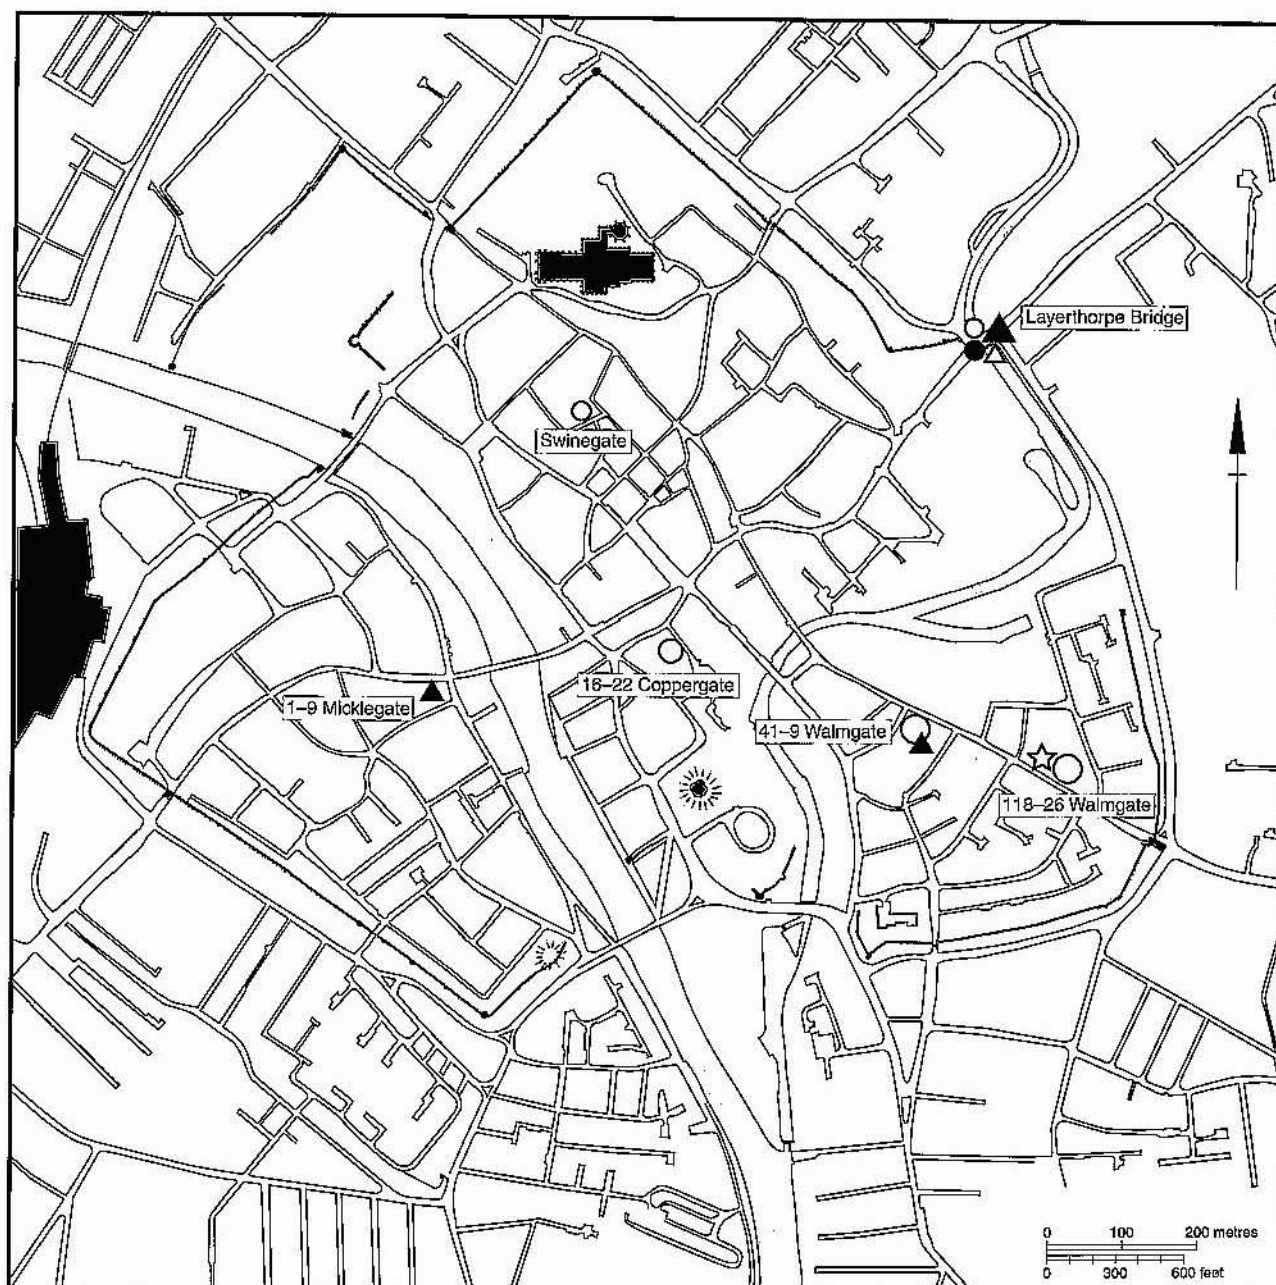 Layerthorpe Bridge
Swinegate
16–22 Coppergate
1–9 Micklegate
41–9 Walmgate
118–26 Walmgate
0 100 200 metres
0 300 600 feet